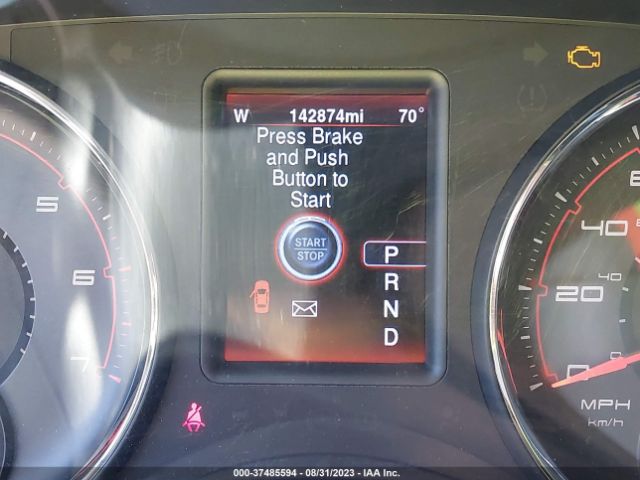 W 142874mi 70°
Press Brake
and Push
Button to
Start
START
STOP
P
R
N
D
5
6
7
40
40
20
0
MPH
km/h
000-37485594 - 08/31/2023 - IAA Inc.